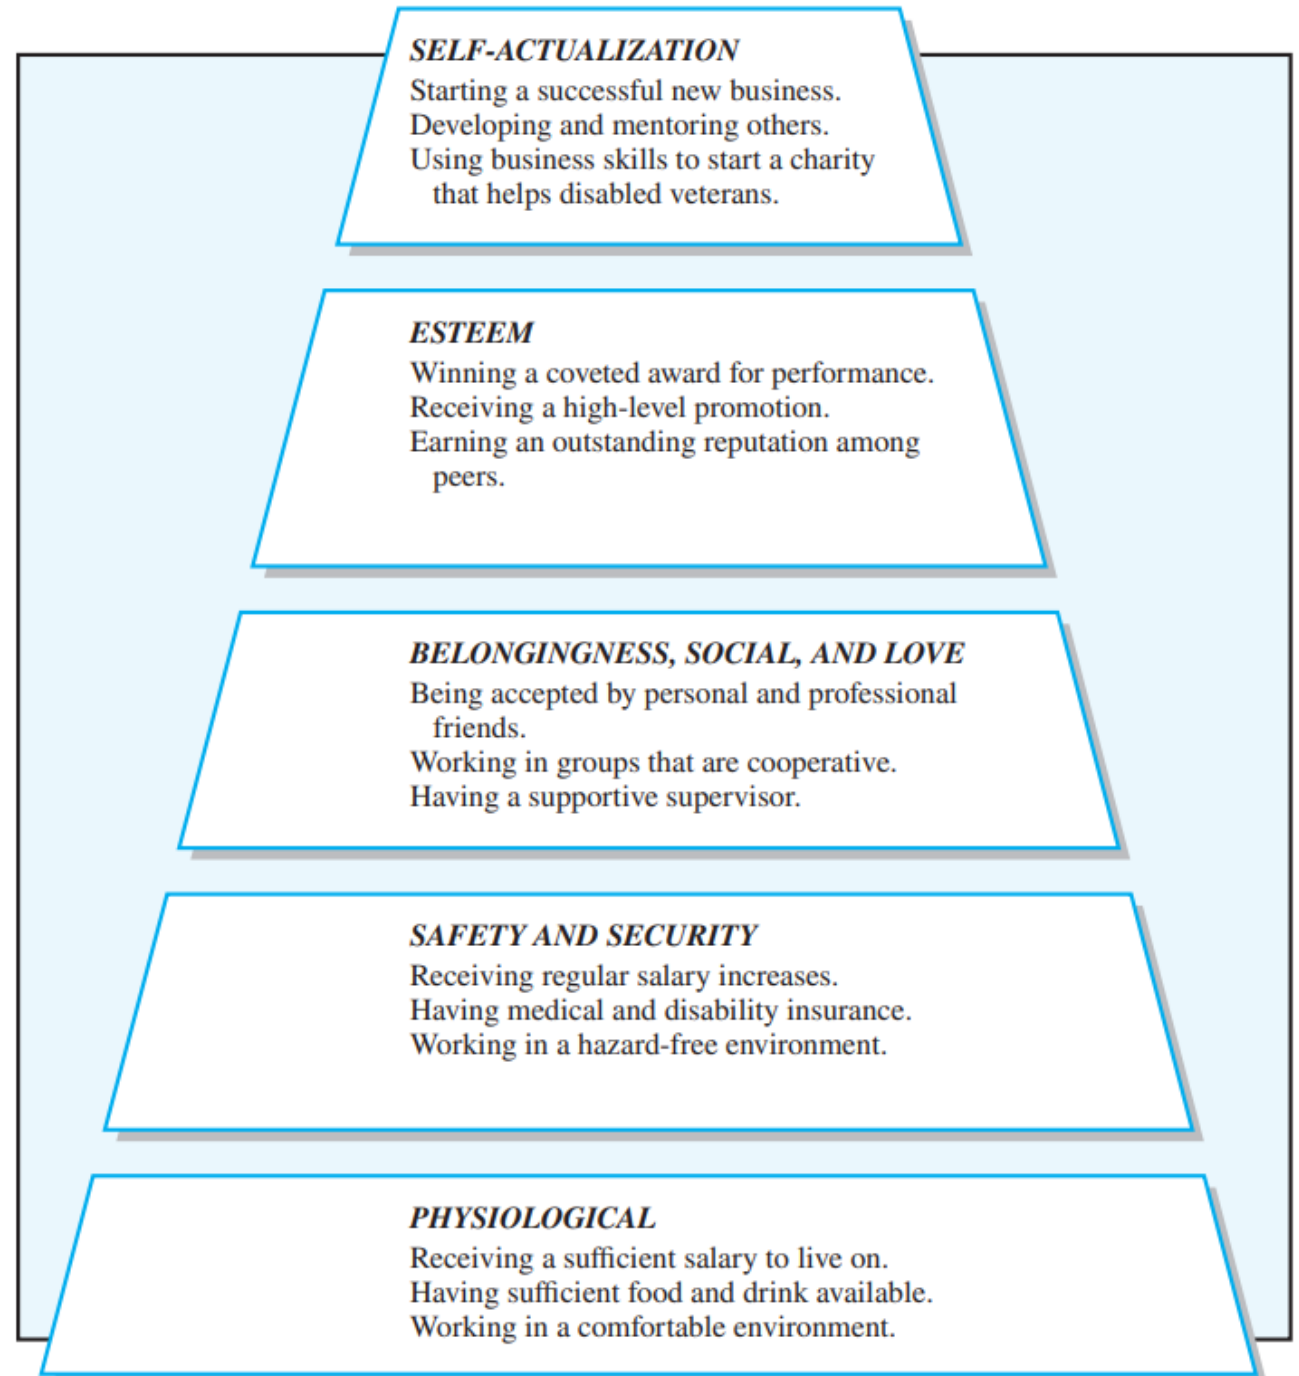 SELF-ACTUALIZATION
Starting a successful new business.
Developing and mentoring others.
Using business skills to start a charity
that helps disabled veterans.
ESTEEM
Winning a coveted award for performance.
Receiving a high-level promotion.
Earning an outstanding reputation among
peers.
BELONGINGNESS, SOCIAL, AND LOVE
Being accepted by personal and professional
friends.
Working in groups that are cooperative.
Having a supportive supervisor.
SAFETY AND SECURITY
Receiving regular salary increases.
Having medical and disability insurance.
Working in a hazard-free environment.
PHYSIOLOGICAL
Receiving a sufficient salary to live on.
Having sufficient food and drink available.
Working in a comfortable environment.